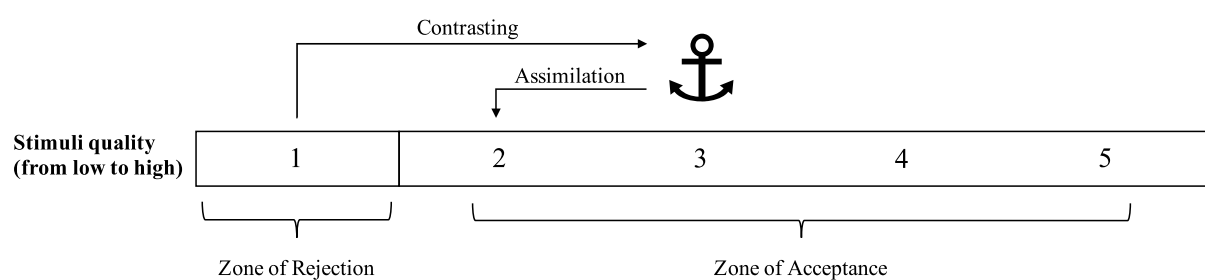 Contrasting
Assimilation
Stimuli quality
(from low to high)
1 2 3 4 5
Zone of Rejection
Zone of Acceptance